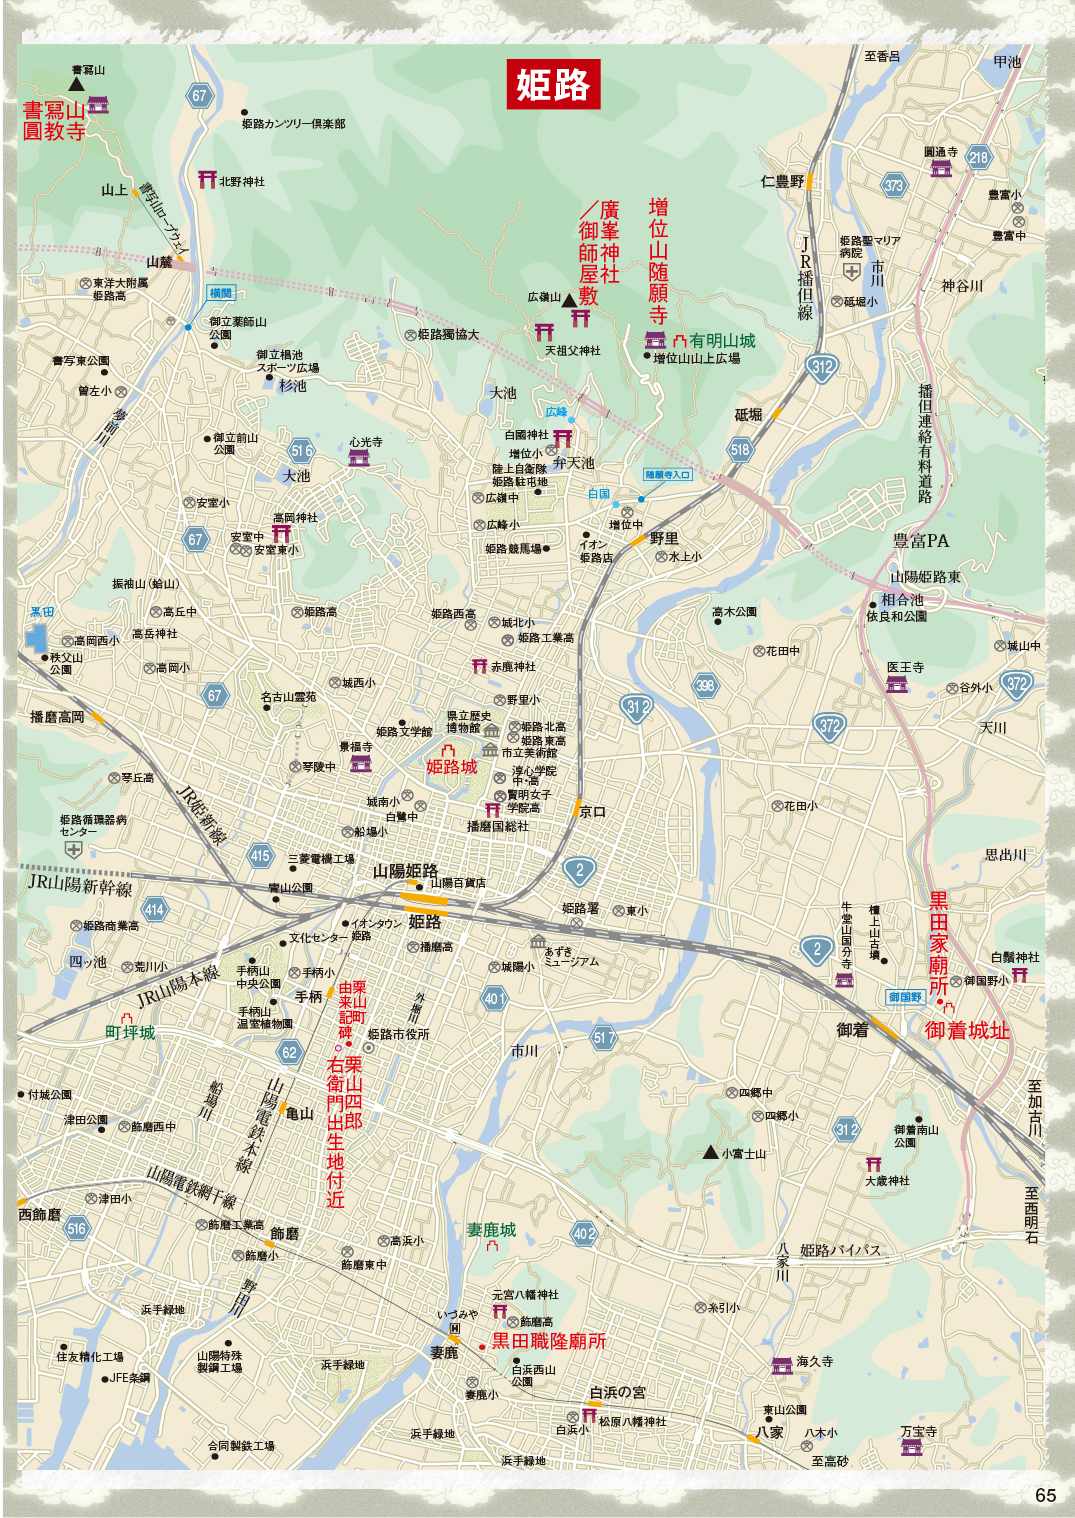 姫路
至香呂
甲池
書冩山
67
書冩山
圓教寺
姫路カンツリー倶楽部
圓通寺
218
山上
書写山ロープウェイ
北野神社
仁豊野
373
豊富小
豊富中
増位山随願寺
廣峯神社
/御師屋敷
JR播但線
姫路聖マリア
病院
市川
神谷川
山麓
東洋大附属
姫路高
横関
広嶺山
砥堀小
御立薬師山
公園
姫路獨協大
天祖父神社
有明山城
増位山山上広場
書写東公園
御立椙池
スポーツ広場
312
曽左小
杉池
大池
播但連絡有料道路
夢前川
広峰
砥堀
御立前山
公園
516
心光寺
白國神社
518
増位小
弁天池
大池
陸上自衛隊
姫路駐屯地
随願寺入口
安室小
広嶺中
白国
高岡神社
広峰小
増位中
67
安室中
安室東小
姫路競馬場
イオン
姫路店
野里
水上小
豊富PA
振袖山(蛤山)
山陽姫路東
黒田
高丘中
姫路高
姫路西高
城北小
高木公園
相合池
依良和公園
高岡西小
高岳神社
姫路工業高
秩父山
公園
高岡小
赤鹿神社
花田中
城山中
医王寺
67
城西小
398
谷外小
372
名古山霊苑
野里小
312
播磨高岡
県立歴史
博物館
姫路北高
372
天川
姫路文学館
姫路東高
景福寺
市立美術館
琴丘高
琴陵中
姫路城
淳心学院
中・高
賢明女子
学院高
JR姫新線
城南小
白鷺中
京口
花田小
姫路循環器病
センター
船場小
播磨国総社
415
三菱電機工場
思出川
山陽姫路
山陽百貨店
2
JR山陽新幹線
414
姫路
姫路署
東小
牛堂山国分寺
壇上山古墳
黒田家廟所
姫路商業高
イオンタウン
姫路
文化センター
播磨高
あずき
ミュージアム
2
白鬚神社
四ッ池
荒川小
手柄山
中央公園
手柄小
城陽小
御国野小
JR山陽本線
手柄
栗山町
由来記碑
外堀川
401
御国野
町坪城
手柄山
温室植物園
姫路市役所
御着
御着城址
62
517
市川
栗山四郎
右衛門出生地付近
船場川
付城公園
山陽電鉄本線
亀山
四郷中
至加古川
津田公園
飾磨西中
四郷小
312
御着南山
公園
小富士山
山陽電鉄網干線
大歳神社
津田小
西飾磨
至西明石
516
飾磨工業高
飾磨
妻鹿城
402
高浜小
飾磨小
飾磨東中
八家川
姫路バイパス
野田川
元宮八幡神社
浜手緑地
いづみや
飾磨高
糸引小
住友精化工場
山陽特殊
製鋼工場
妻鹿
黒田職隆廟所
浜手緑地
白浜西山
公園
海久寺
JFE条鋼
妻鹿小
白浜の宮
東山公園
浜手緑地
白浜小
松原八幡神社
八家
八木小
万宝寺
合同製鉄工場
浜手緑地
至高砂
65